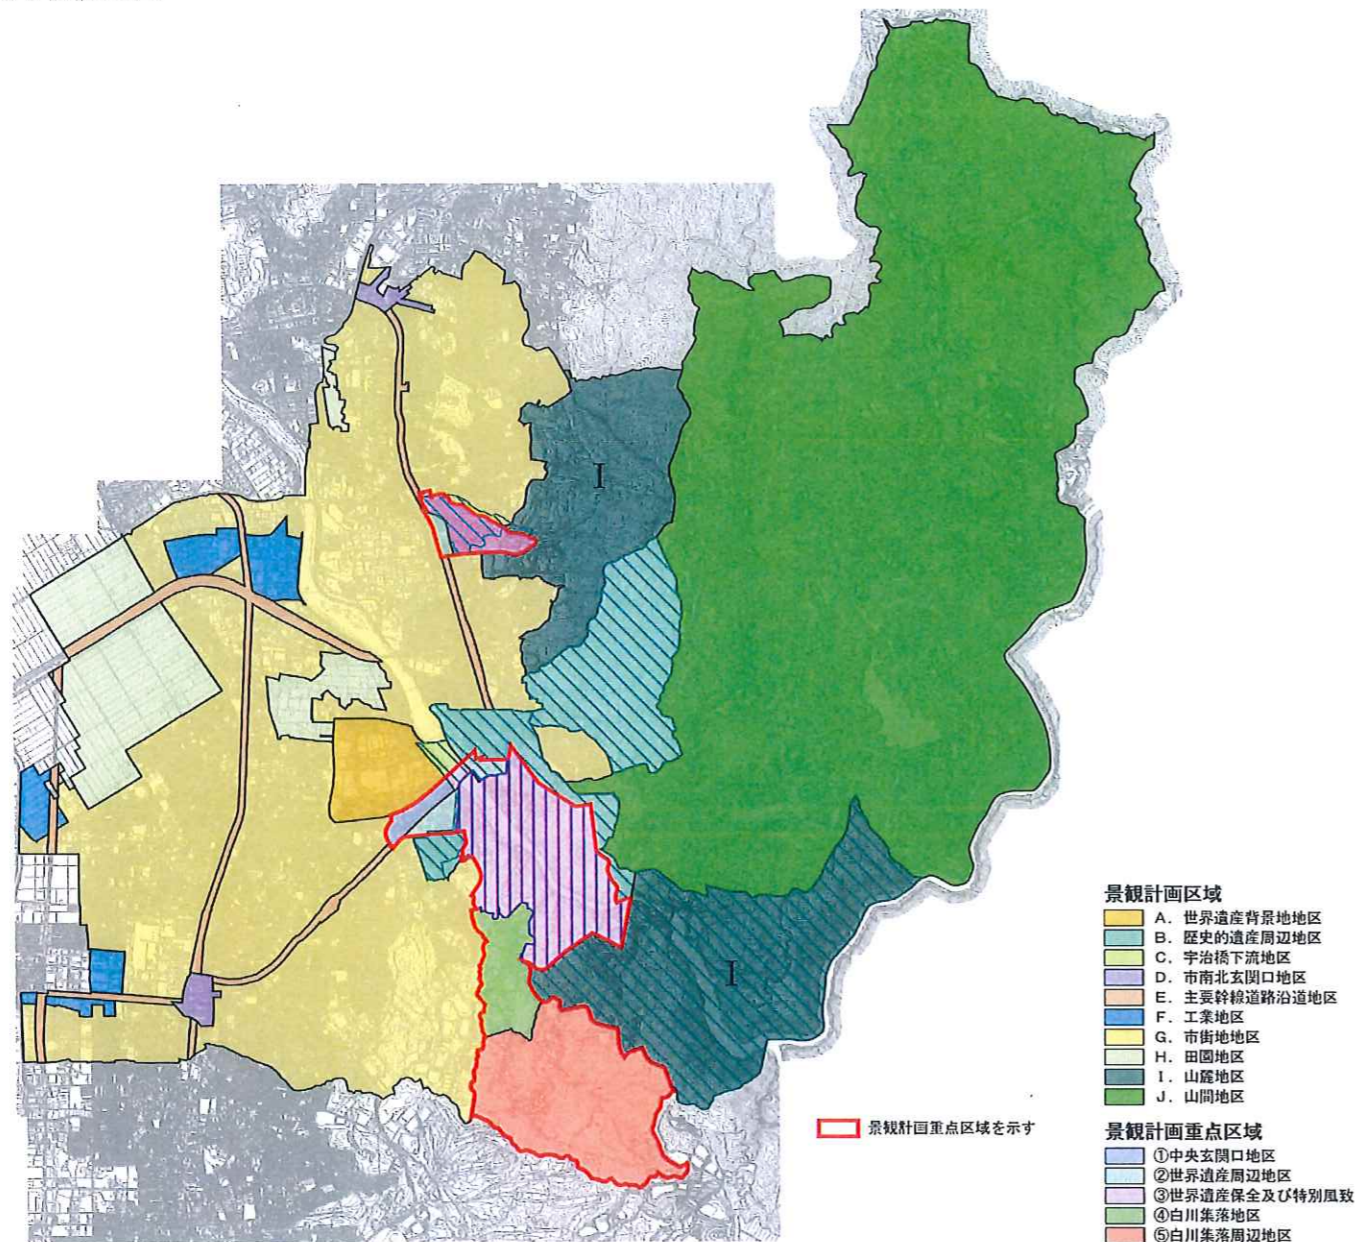 I
I
景観計画区域
A. 世界遺産背景地地区
B. 歴史的遺産周辺地区
C. 宇治橋下流地区
D. 市南北玄関口地区
E. 主要幹線道路沿道地区
F. 工業地区
G. 市街地地区
H. 田園地区
I. 山麓地区
J. 山間地区
景観計画重点区域を示す
景観計画重点区域
①中央玄関口地区
②世界遺産周辺地区
③世界遺産保全及び特別風致
④白川集落地区
⑤白川集落周辺地区